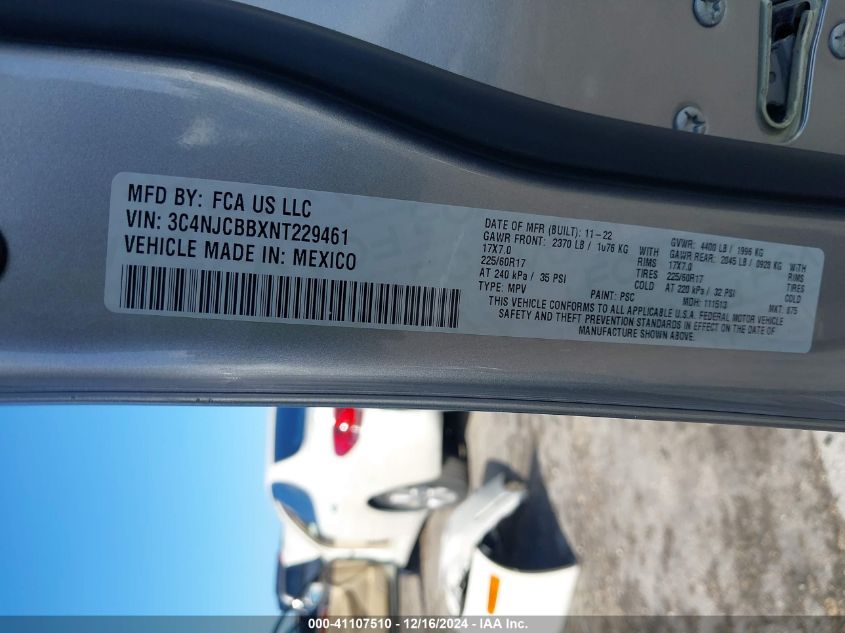 MFD BY: FCA US LLC
VIN: 3C4NJCBBXNT229461
VEHICLE MADE IN: MEXICO
DATE OF MFR (BUILT): 11-22 GVWR: 4400 LB / 1996 KG
GAWR FRONT: 2370 LB / 1076 KG WITH GAWR REAR: 2045 LB / 0928 KG WITH
17X7.0 RIMS 17X7.0 RIMS
225/60R17 TIRES 225/60R17 TIRES
AT 240 kPa / 35 PSI COLD AT 220 kPa / 32 PSI COLD
TYPE: MPV PAINT: PSC MDH: 111513 MKT: 875
THIS VEHICLE CONFORMS TO ALL APPLICABLE U.S.A. FEDERAL MOTOR VEHICLE
SAFETY AND THEFT PREVENTION STANDARDS IN EFFECT ON THE DATE OF
MANUFACTURE SHOWN ABOVE.
000-41107510 - 12/16/2024 - IAA Inc.